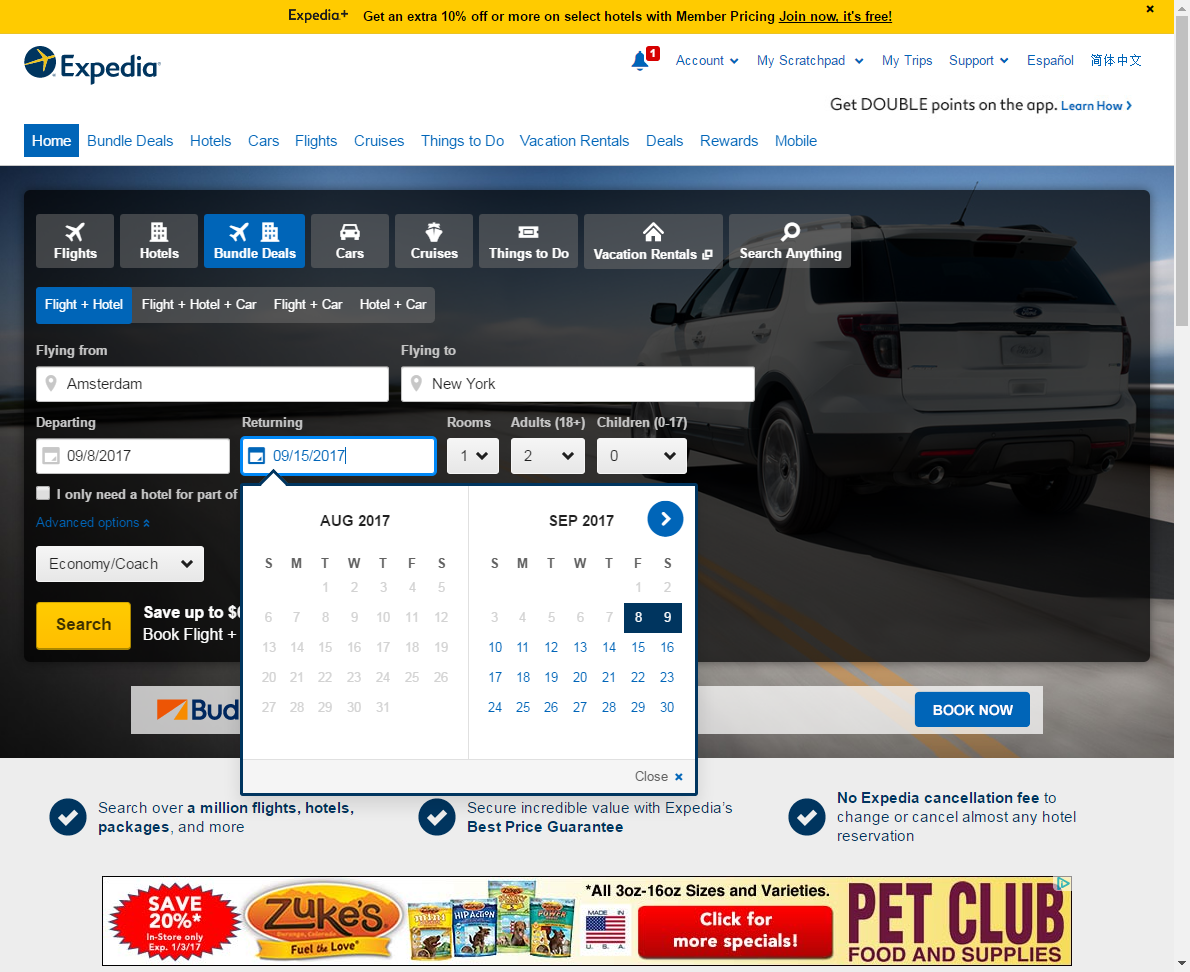 Expedia+ Get an extra 10% off or more on select hotels with Member Pricing Join now, it's free!
Expedia
1 Account My Scratchpad My Trips Support Español 简体中文
Get DOUBLE points on the app. Learn How
Home Bundle Deals Hotels Cars Flights Cruises Things to Do Vacation Rentals Deals Rewards Mobile
Flights Hotels Bundle Deals Cars Cruises Things to Do Vacation Rentals Search Anything
Flight + Hotel Flight + Hotel + Car Flight + Car Hotel + Car
Flying from Flying to
Amsterdam New York
Departing Returning Rooms Adults (18+) Children (0-17)
09/8/2017 09/15/2017 1 2 0
I only need a hotel for part of
Advanced options
Economy/Coach
Search
Save up to $
Book Flight +
AUG 2017
S M T W T F S
1 2 3 4 5
6 7 8 9 10 11 12
13 14 15 16 17 18 19
20 21 22 23 24 25 26
27 28 29 30 31
SEP 2017
S M T W T F S
1 2
3 4 5 6 7 8 9
10 11 12 13 14 15 16
17 18 19 20 21 22 23
24 25 26 27 28 29 30
Close
Bud
BOOK NOW
Search over a million flights, hotels,
packages, and more
Secure incredible value with Expedia's
Best Price Guarantee
No Expedia cancellation fee to
change or cancel almost any hotel
reservation
SAVE
20%*
In-Store only
Exp. 1/3/17
Zuke's
Durango, Colorado
Fuel the Love
mini
HIP ACTION
POWER
*All 3oz-16oz Sizes and Varieties.
MADE IN
U.S.A.
Click for
more specials!
PET CLUB
FOOD AND SUPPLIES